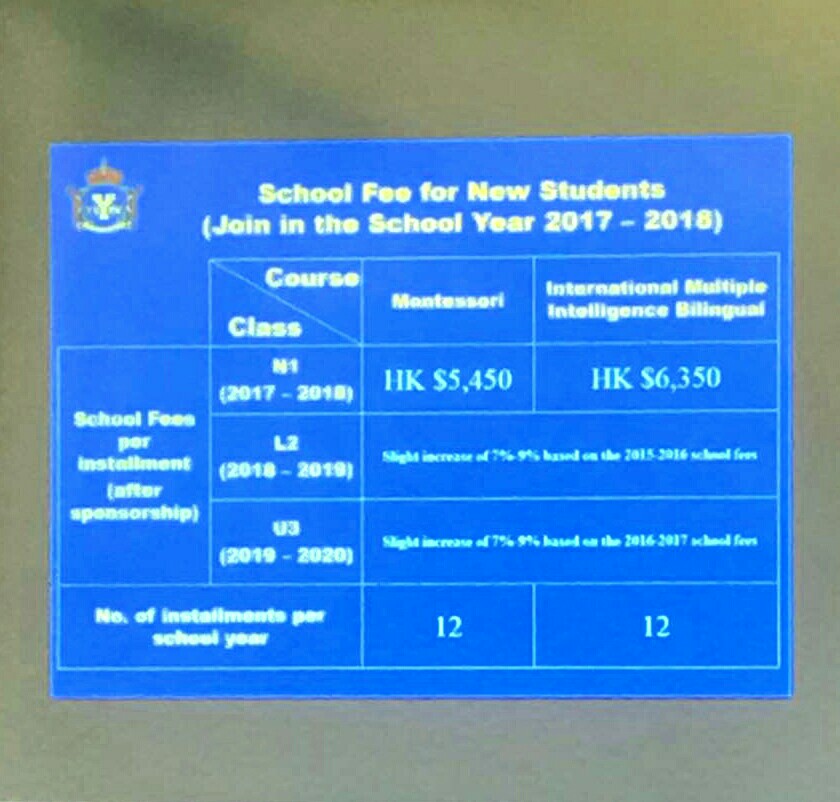 Y
School Fee for New Students
(Join in the School Year 2017 – 2018)
Course
Class
Montessori
International Multiple
Intelligence Bilingual
School Fees
per
installment
(after
sponsorship)
N1
(2017 – 2018)
HK $5,450
HK $6,350
L2
(2018 – 2019)
Slight increase of 7%-9% based on the 2015-2016 school fees
U3
(2019 – 2020)
Slight increase of 7%-9% based on the 2016-2017 school fees
No. of installments per
school year
12
12